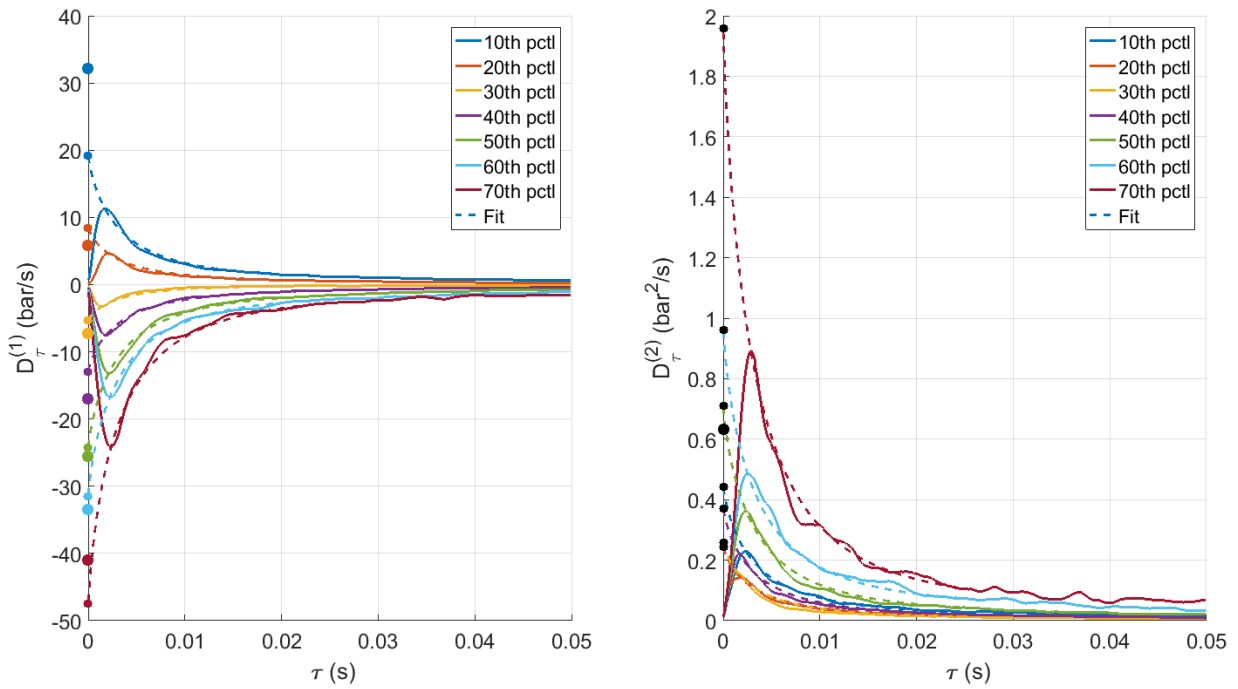 40
30
20
10
0
-10
-20
-30
-40
-50
0
0.01
0.02
0.03
0.04
0.05
D_τ^(1) (bar/s)
τ (s)
10th pctl
20th pctl
30th pctl
40th pctl
50th pctl
60th pctl
70th pctl
Fit
2
1.8
1.6
1.4
1.2
1
0.8
0.6
0.4
0.2
0
0
0.01
0.02
0.03
0.04
0.05
D_τ^(2) (bar²/s)
τ (s)
10th pctl
20th pctl
30th pctl
40th pctl
50th pctl
60th pctl
70th pctl
Fit